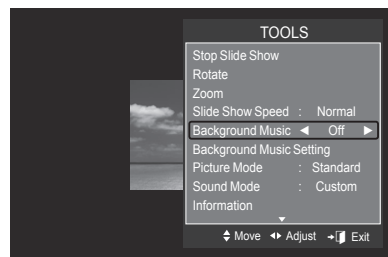 TOOLS
Stop Slide Show
Rotate
Zoom
Slide Show Speed : Normal
Background Music ◀ Off ▶
Background Music Setting
Picture Mode : Standard
Sound Mode : Custom
Information
Move Adjust Exit